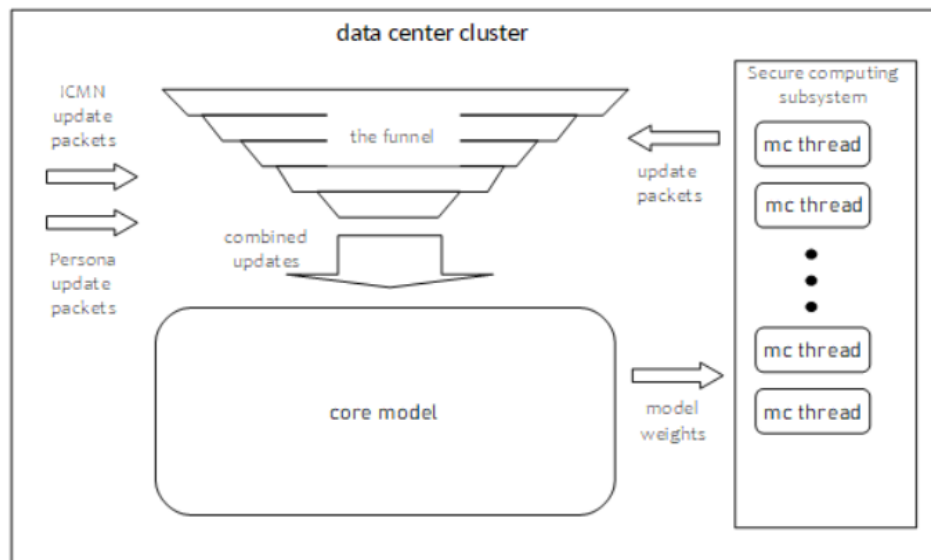 data center cluster
ICMN
update
packets
Persona
update
packets
the funnel
combined
updates
core model
update
packets
model
weights
Secure computing
subsystem
mc thread
mc thread
mc thread
mc thread